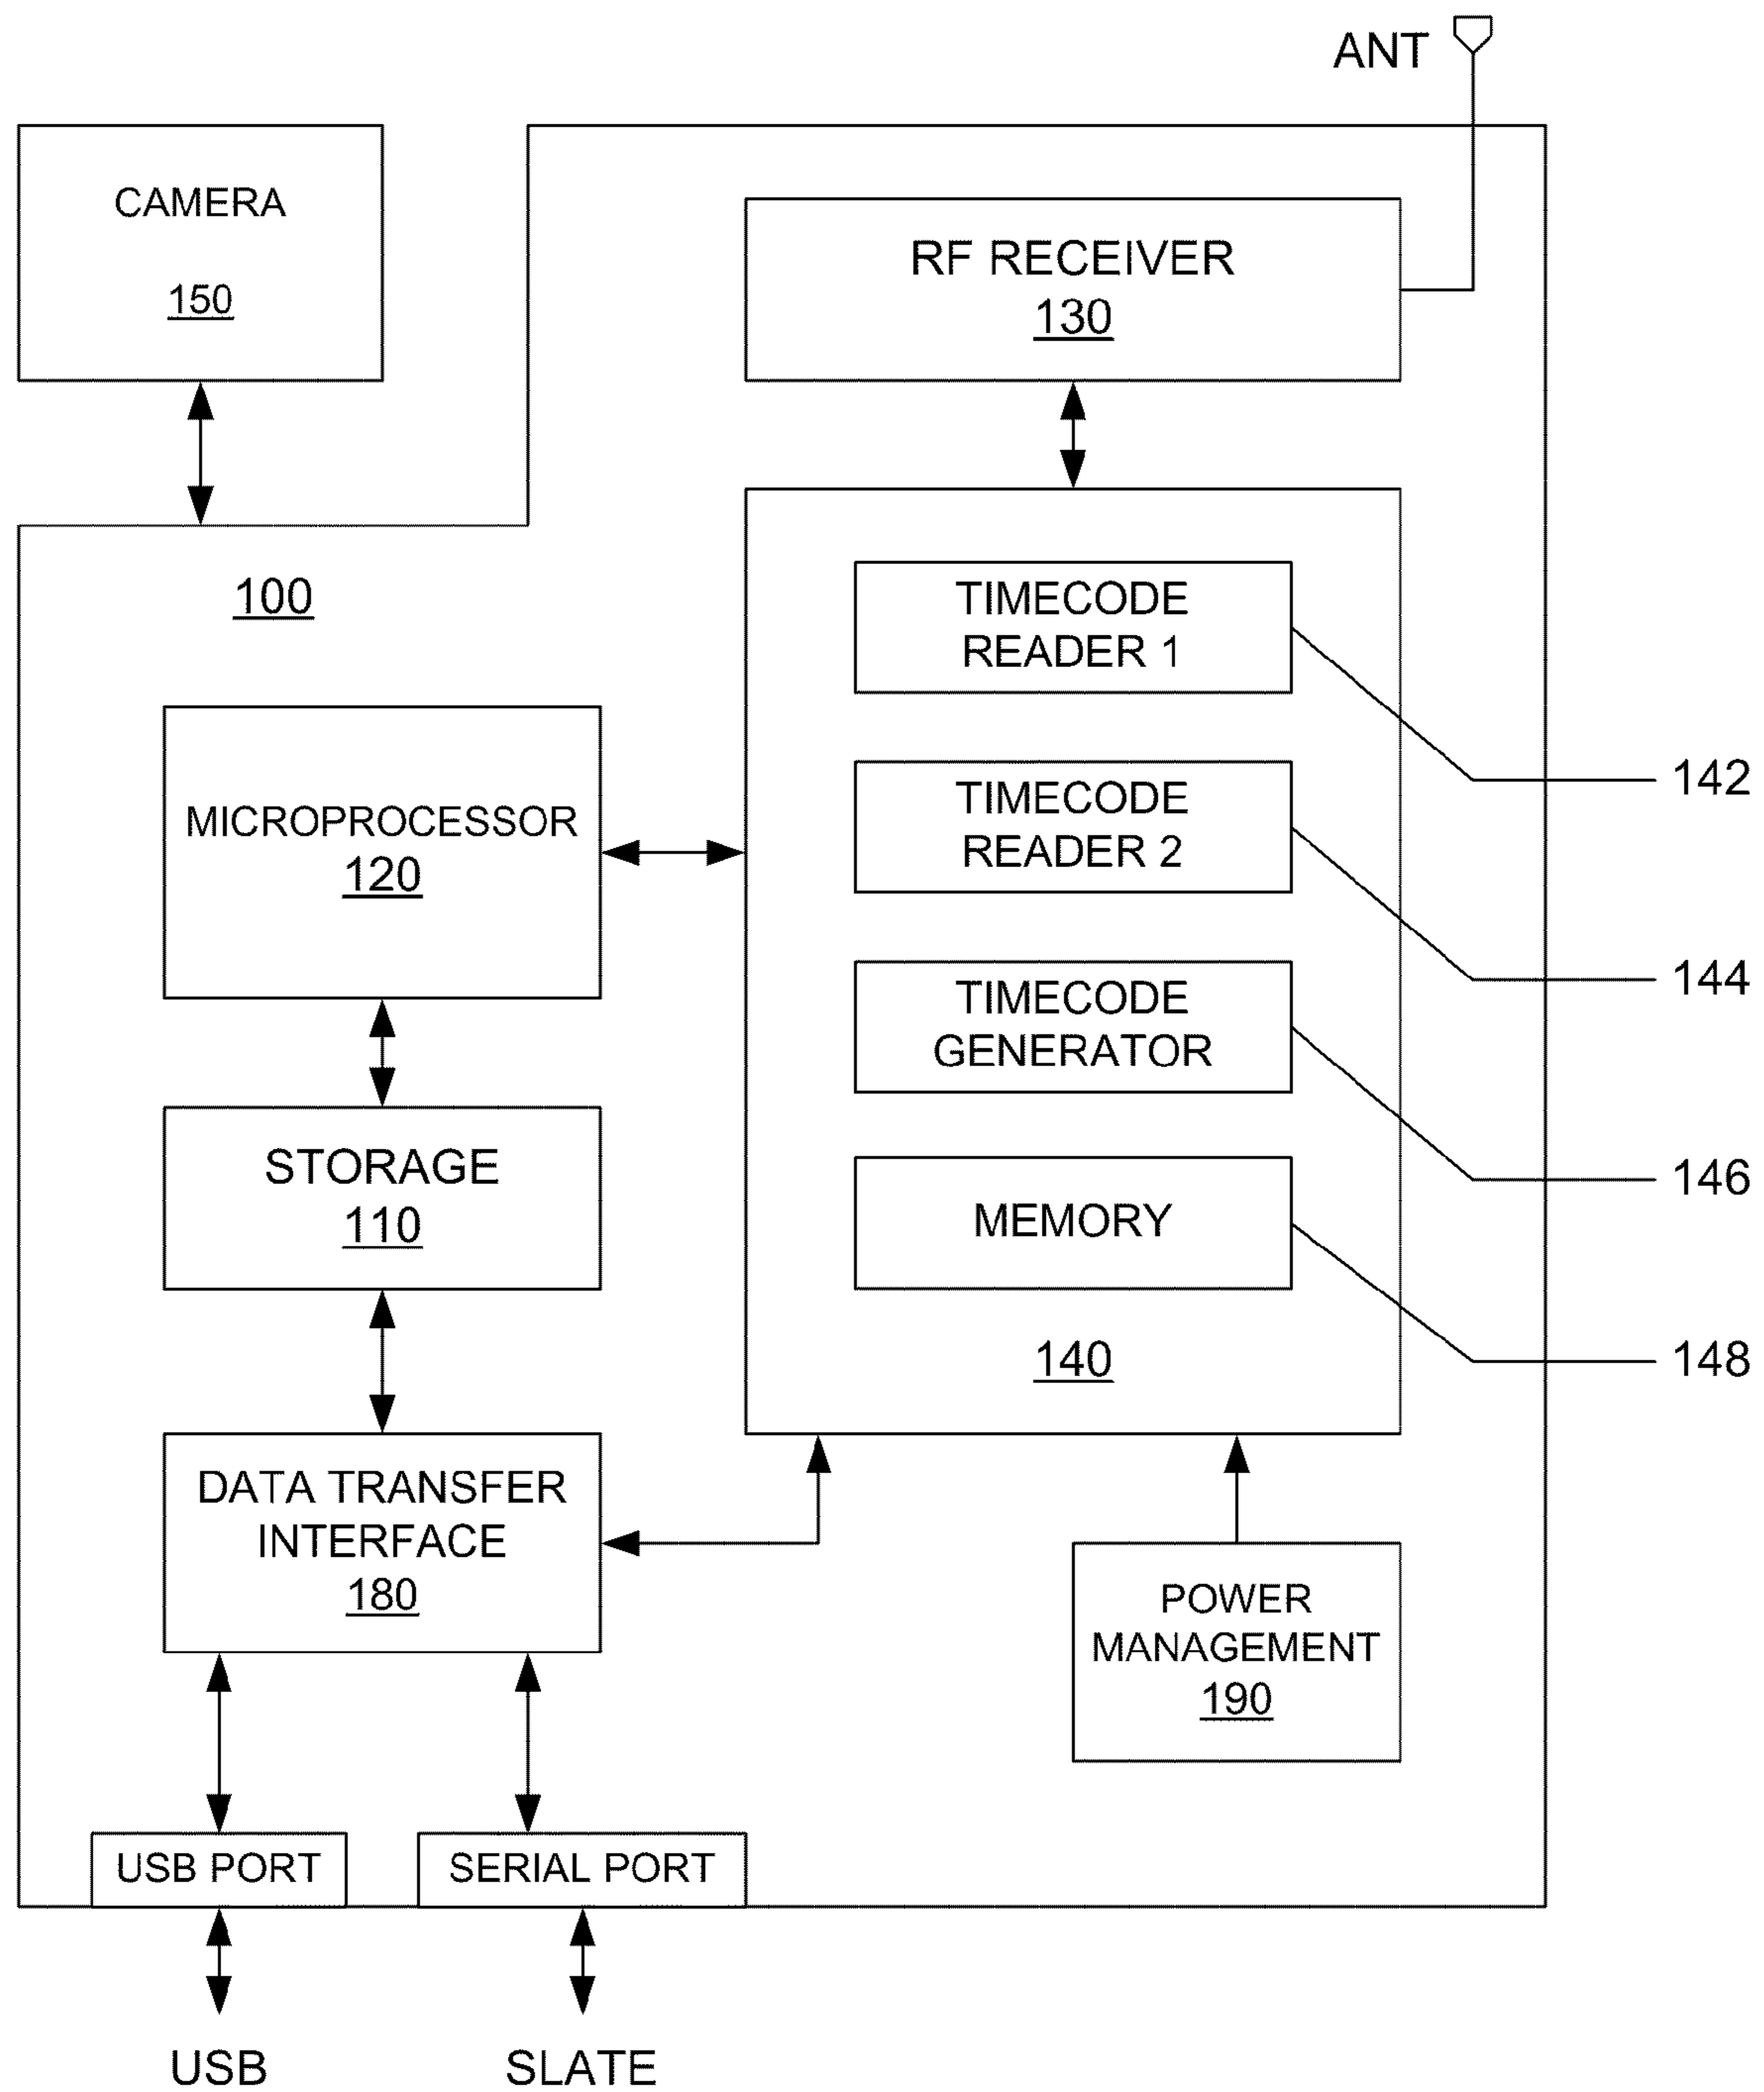 ANT
CAMERA
150
RF RECEIVER
130
100
TIMECODE
READER 1
142
MICROPROCESSOR
120
TIMECODE
READER 2
144
TIMECODE
GENERATOR
146
STORAGE
110
MEMORY
148
140
DATA TRANSFER
INTERFACE
180
POWER
MANAGEMENT
190
USB PORT
SERIAL PORT
USB
SLATE